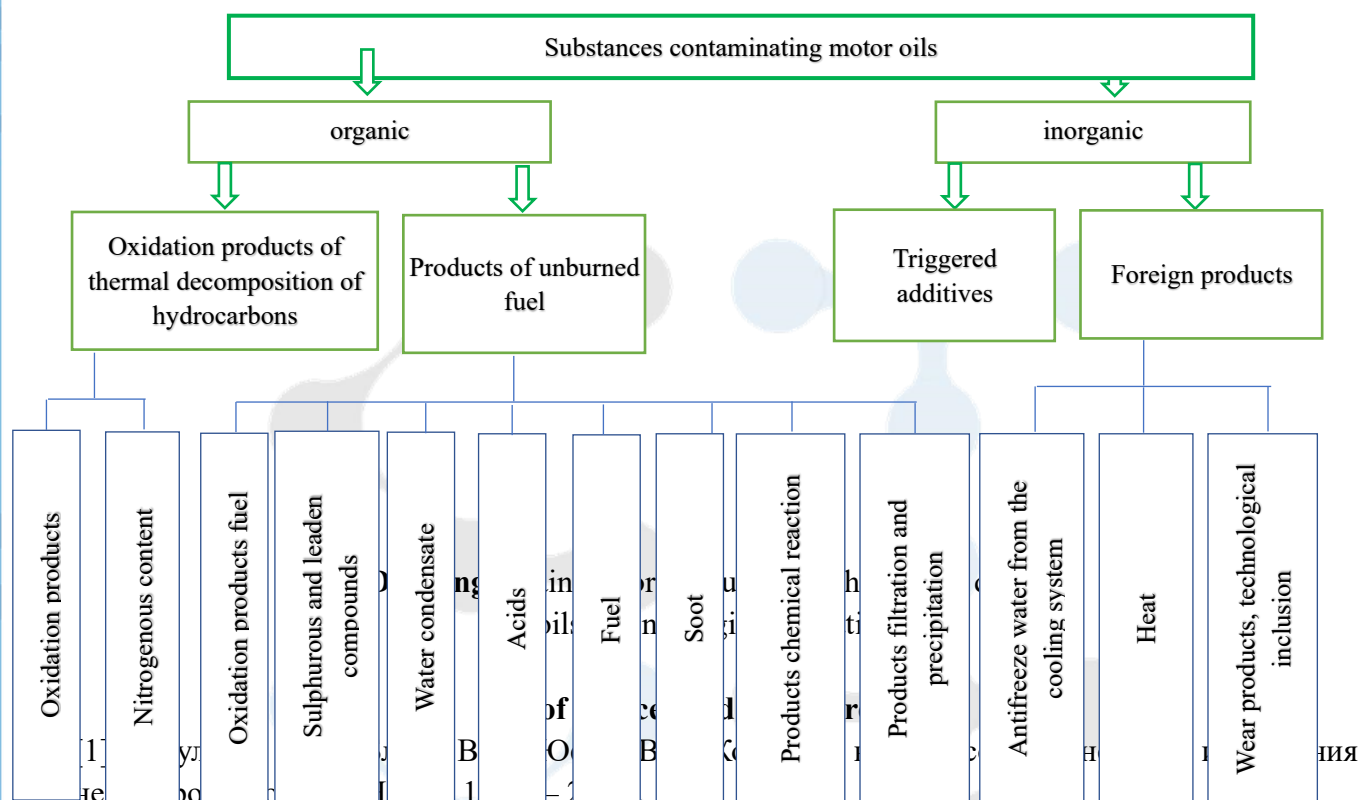 Substances contaminating motor oils
organic
inorganic
Oxidation products of
thermal decomposition of
hydrocarbons
Products of unburned
fuel
Triggered
additives
Foreign products
Oxidation products
Nitrogenous content
Oxidation products fuel
Sulphurous and leaden
compounds
Water condensate
Acids
Fuel
Soot
Products chemical reaction
Products filtration and
precipitation
Antifreeze water from the
cooling system
Heat
Wear products, technological
inclusion
of